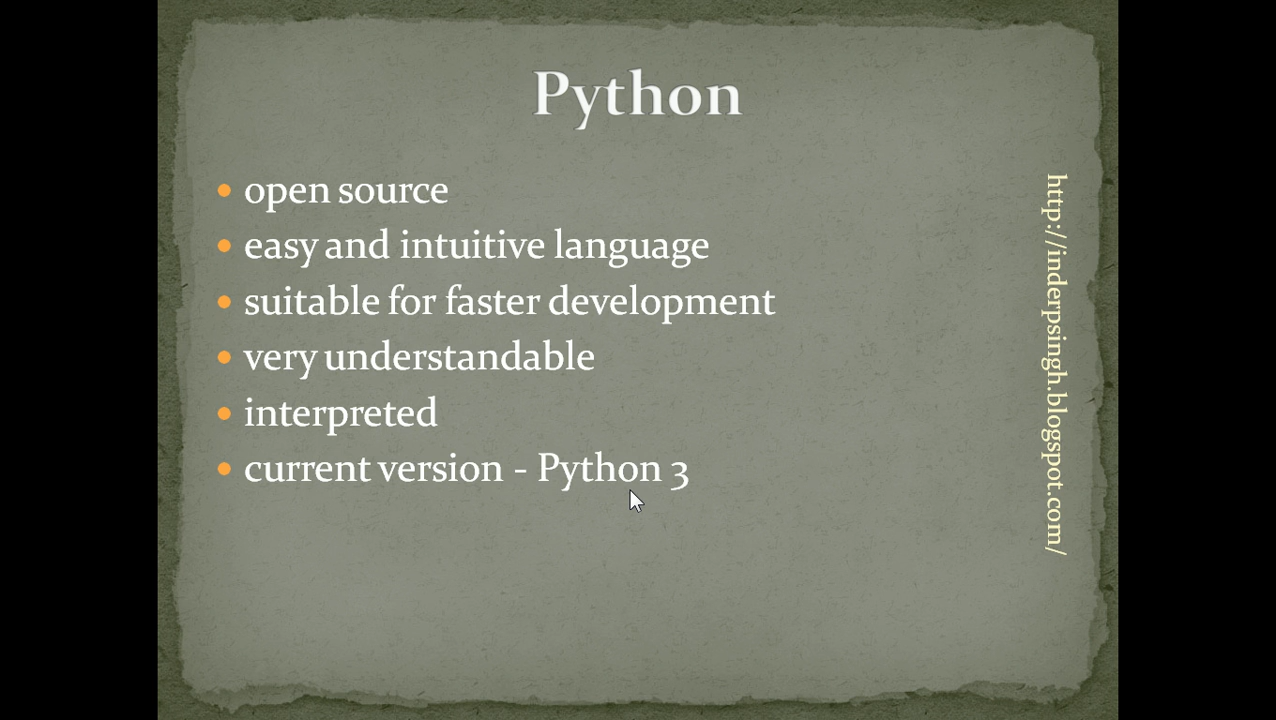 Python
open source
easy and intuitive language
suitable for faster development
very understandable
interpreted
current version - Python 3
http://inderpsingh.blogspot.com/